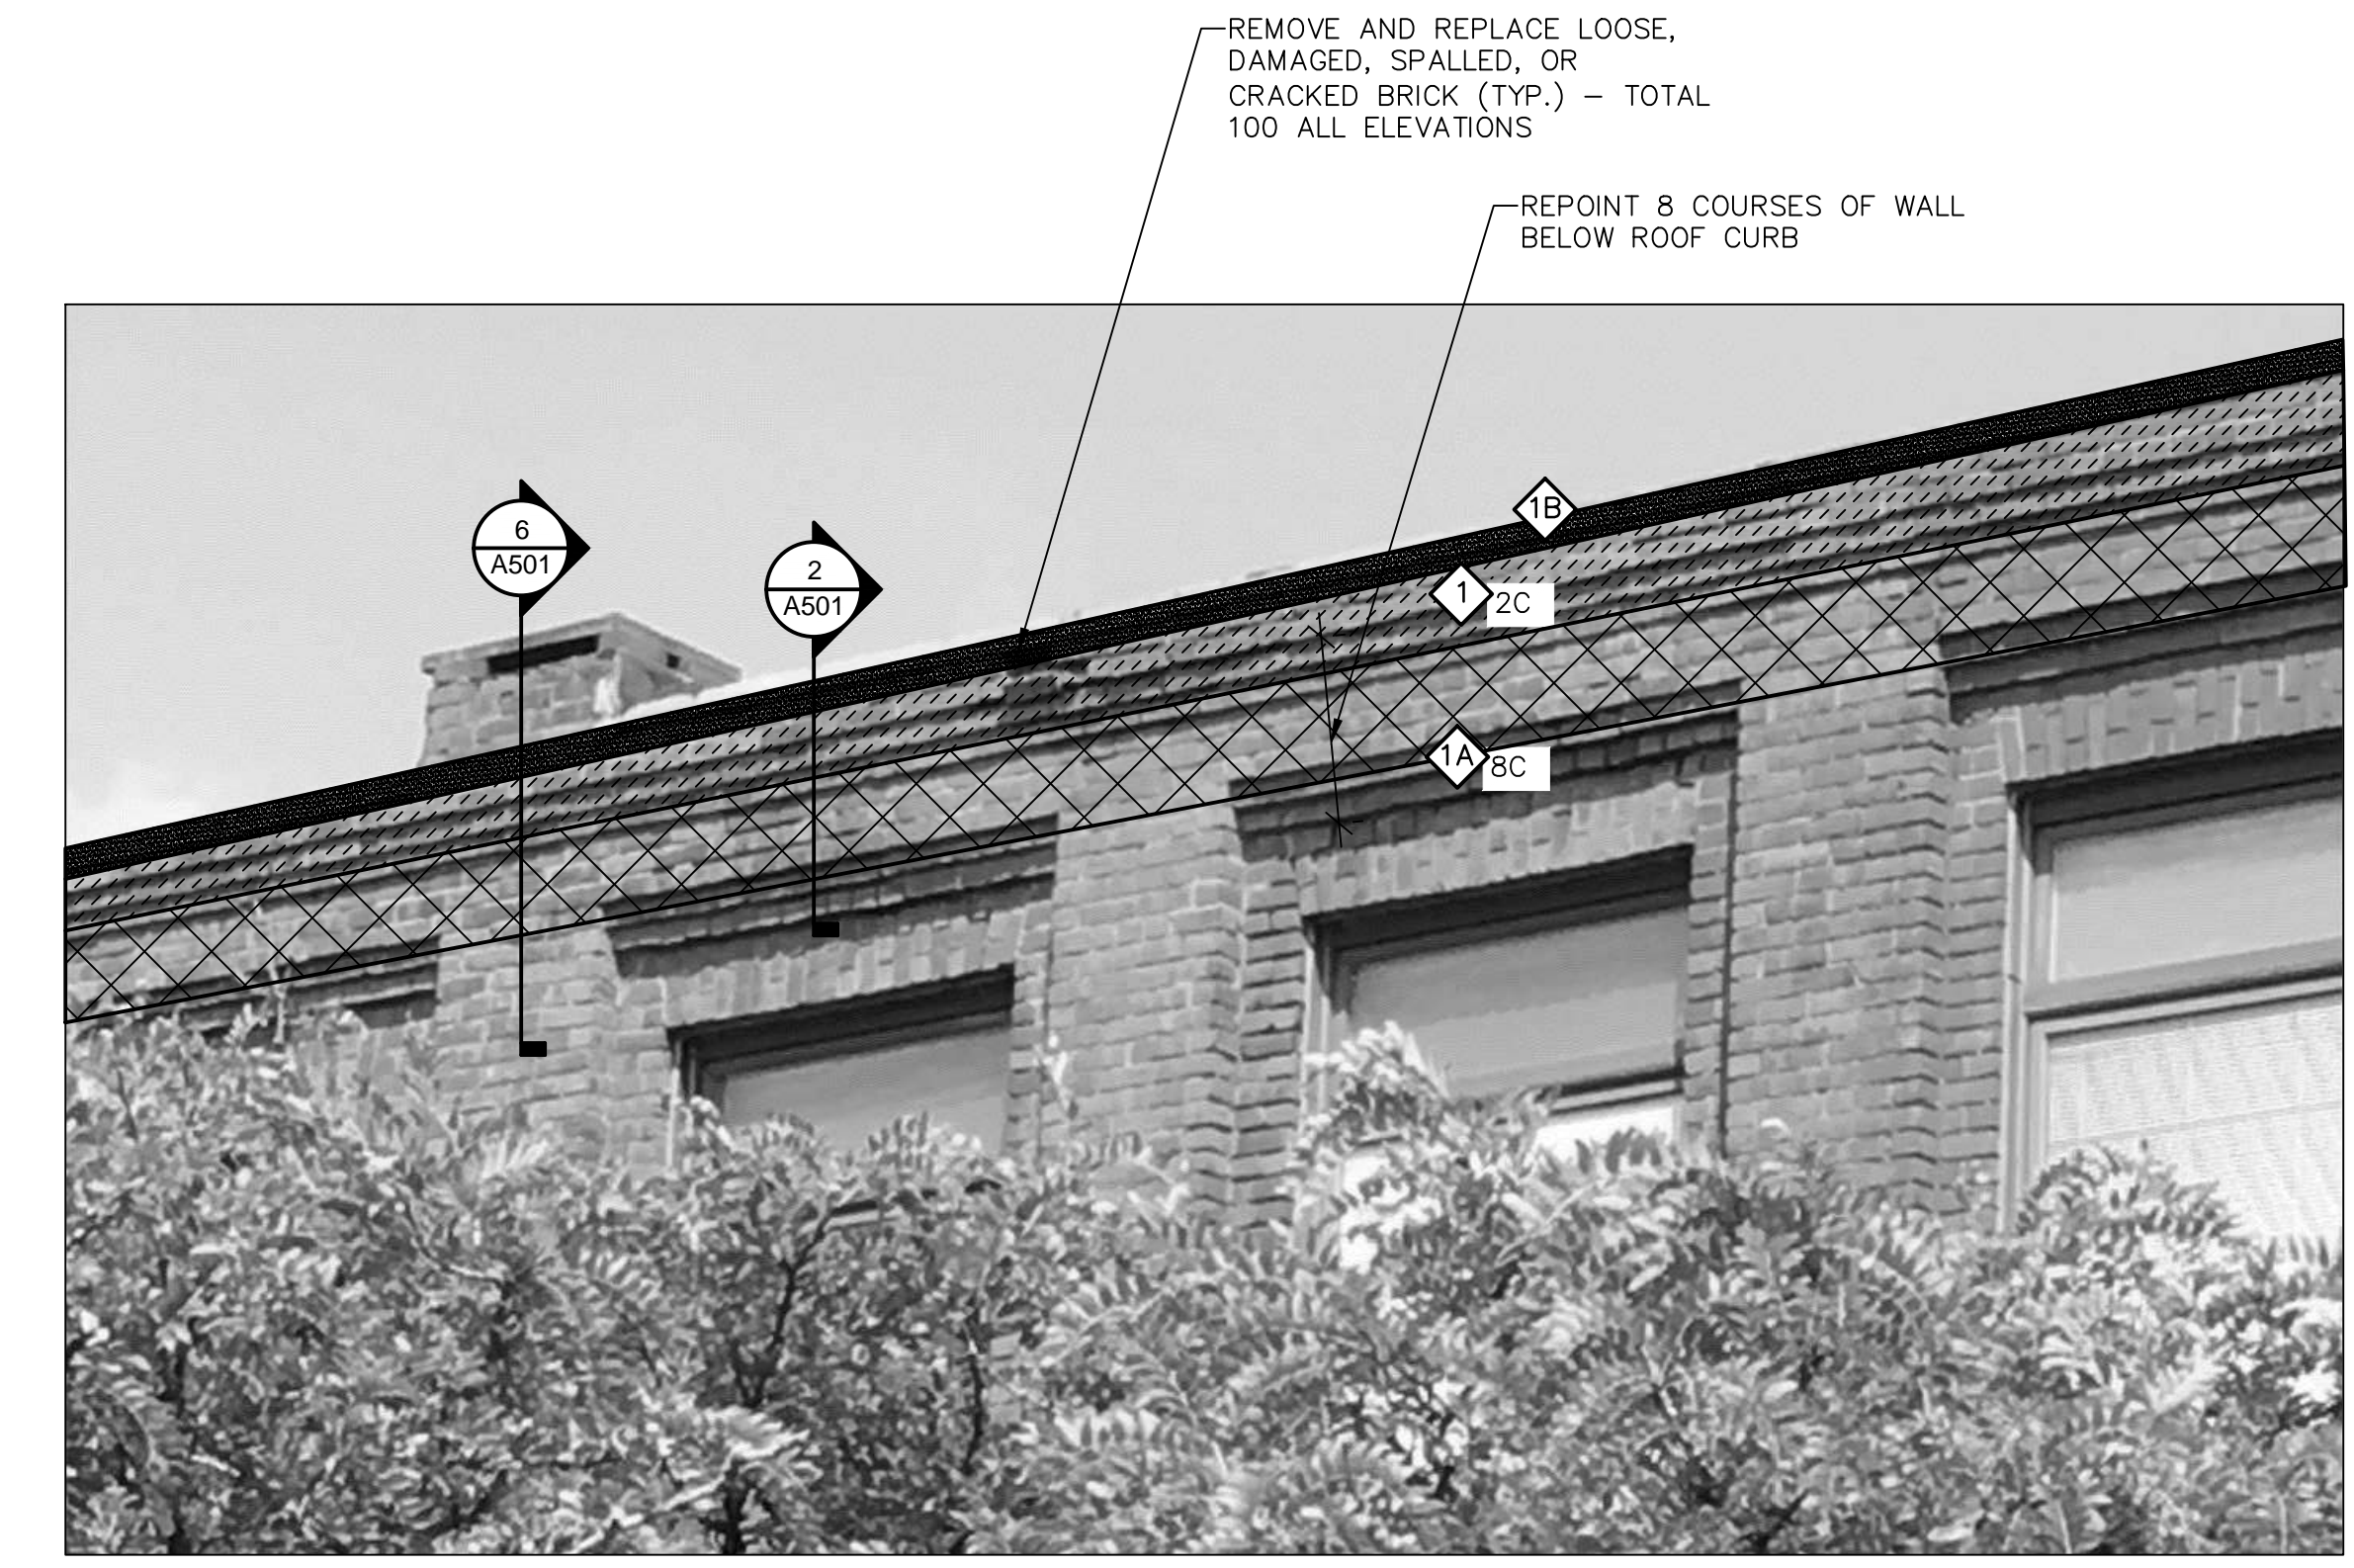 REMOVE AND REPLACE LOOSE,
DAMAGED, SPALLED, OR
CRACKED BRICK (TYP.) – TOTAL
100 ALL ELEVATIONS
REPOINT 8 COURSES OF WALL
BELOW ROOF CURB
6
A501
2
A501
1B
1
2C
1A
8C